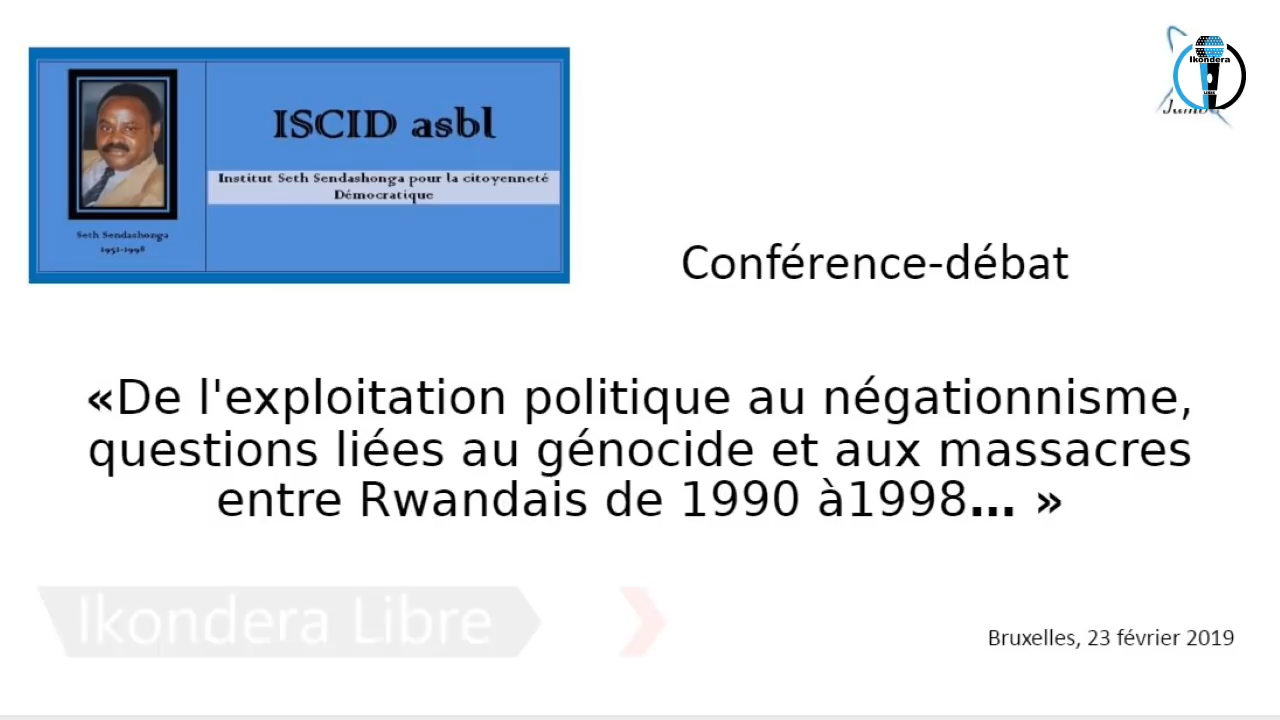 ISCID asbl
Institut Seth Sendashonga pour la citoyenneté
Démocratique
Seth Sendashonga
1951-1998
Ikondera
LIBRE
Conférence-débat
«De l'exploitation politique au négationnisme,
questions liées au génocide et aux massacres
entre Rwandais de 1990 à1998... »
Ikondera Libre
Bruxelles, 23 février 2019